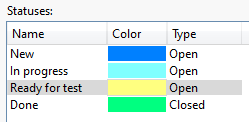 Statuses:
Name Color Type
New Open
In progress Open
Ready for test Open
Done Closed